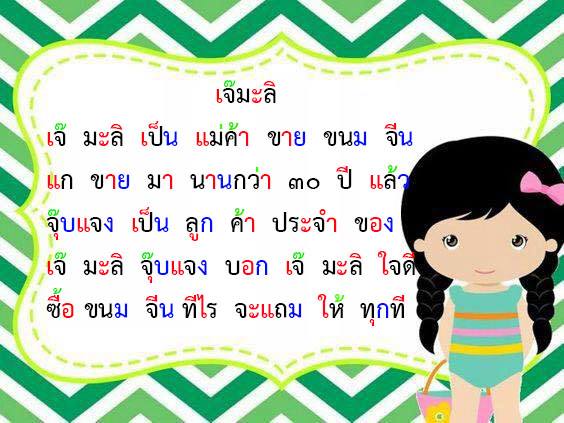 เจ๊มะลิ
เจ๊ มะลิ เป็น แม่ค้า ขาย ขนม จีน
แก ขาย มา นานกว่า ๓๐ ปี แล้ว
จุ๊บแจง เป็น ลูก ค้า ประจำ ของ
เจ๊ มะลิ จุ๊บแจง บอก เจ๊ มะลิ ใจดี
ซื้อ ขนม จีน ทีไร จะแถม ให้ ทุกที